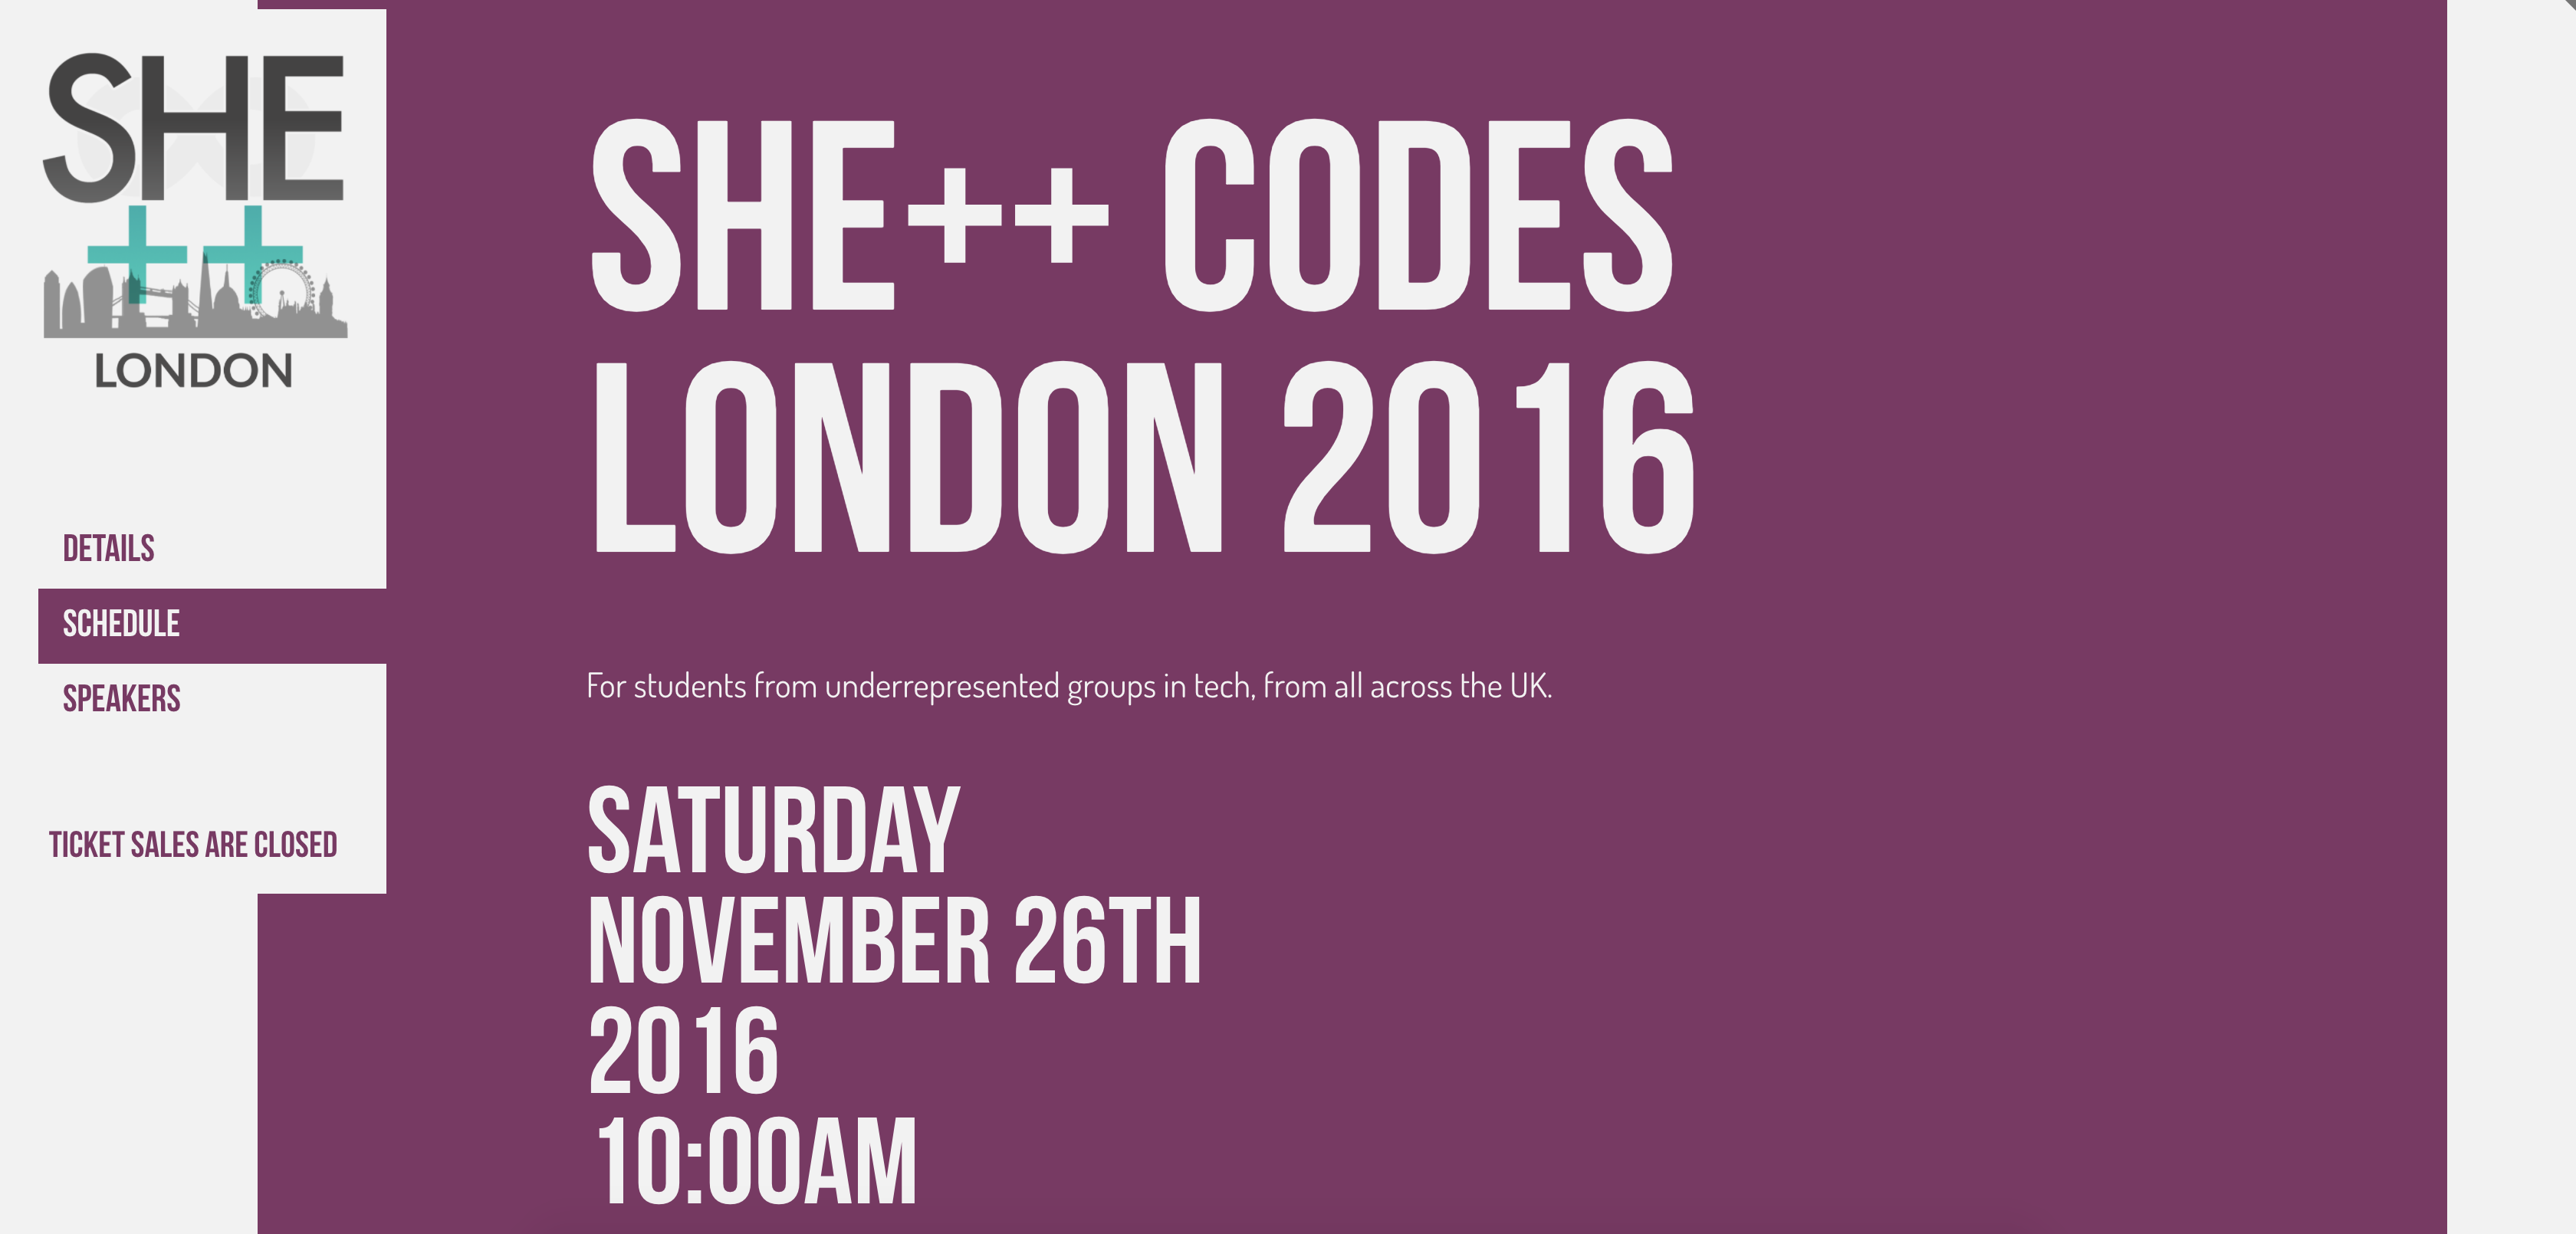 SHE
++
LONDON
DETAILS
SCHEDULE
SPEAKERS
TICKET SALES ARE CLOSED
SHE++ CODES
LONDON 2016
For students from underrepresented groups in tech, from all across the UK.
SATURDAY
NOVEMBER 26TH
2016
10:00AM